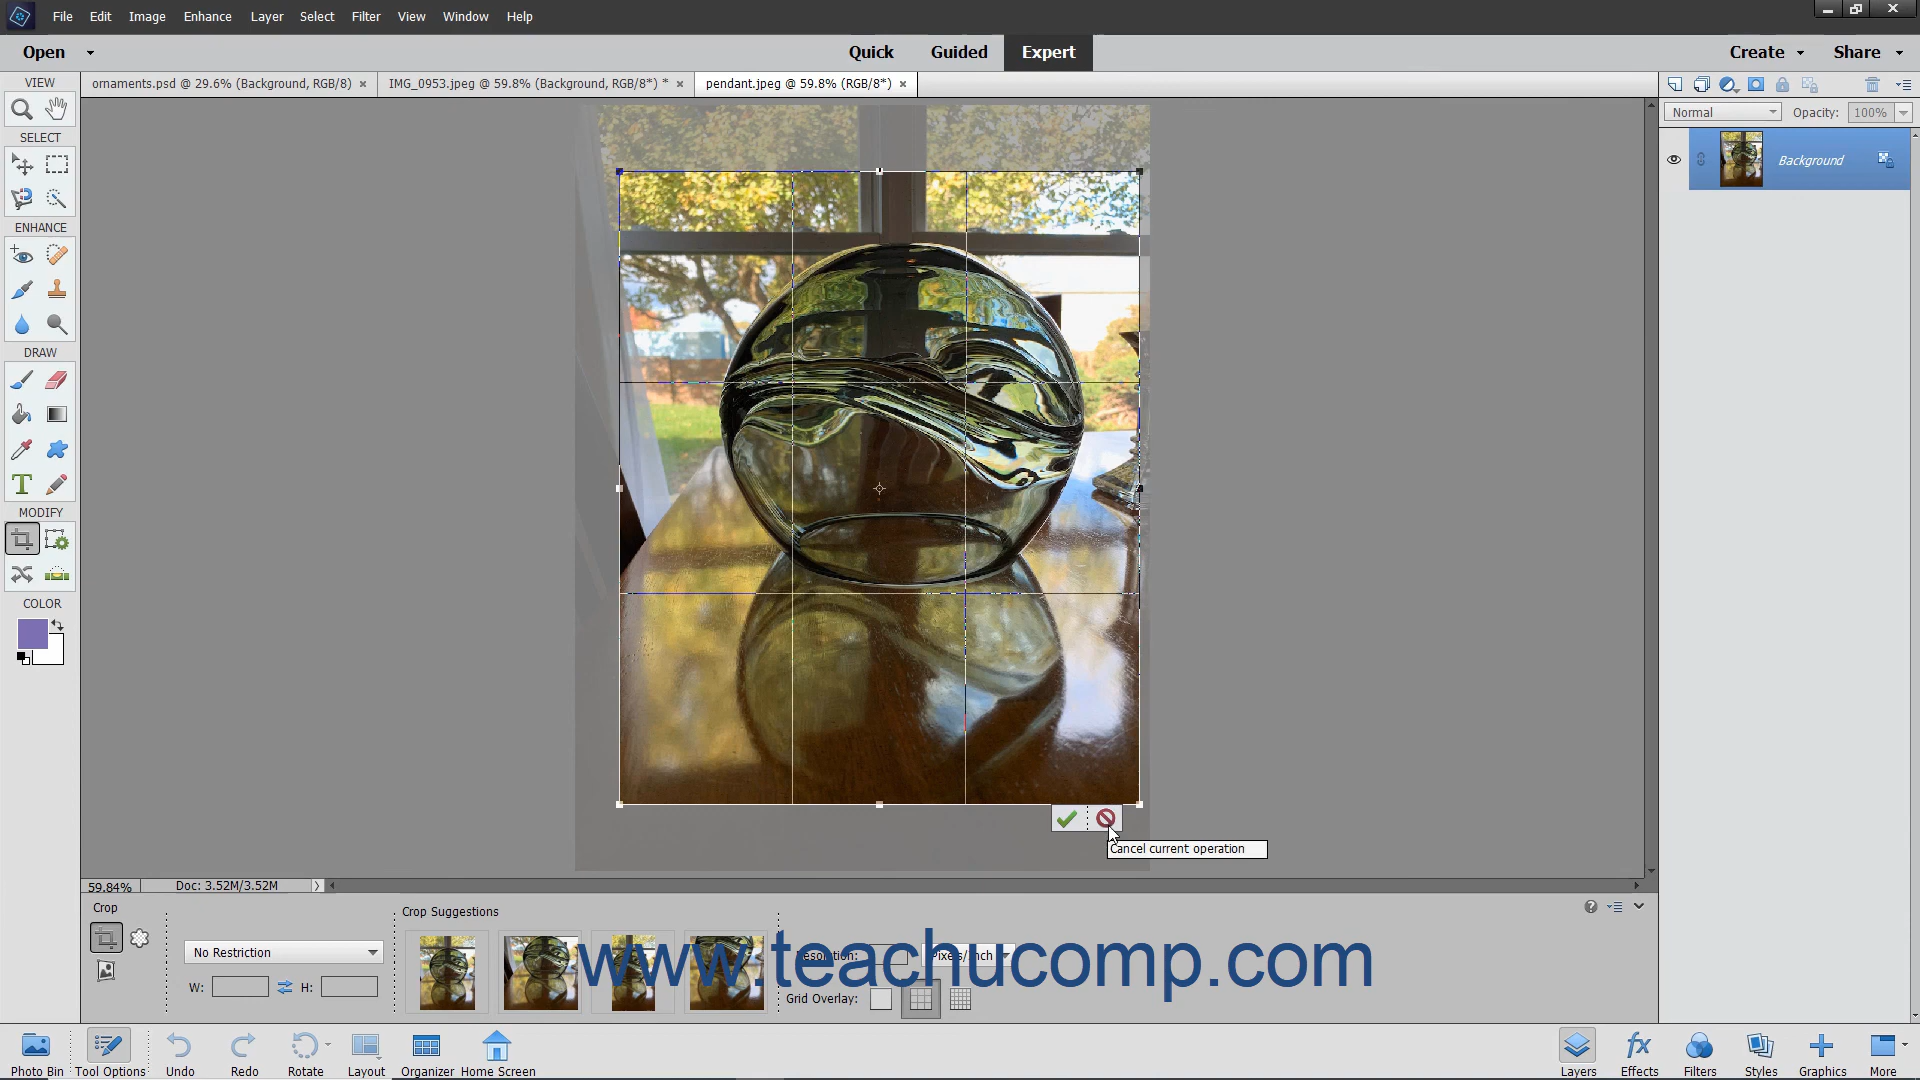 File Edit Image Enhance Layer Select Filter View Window Help
Open Quick Guided Expert Create Share
VIEW
ornaments.psd @ 29.6% (Background, RGB/8) × IMG_0953.jpeg @ 59.8% (Background, RGB/8*) * × pendant.jpeg @ 59.8% (RGB/8*) ×
Normal Opacity: 100%
SELECT
Background
ENHANCE
DRAW
T
MODIFY
COLOR
Cancel current operation
59.84% Doc: 3.52M/3.52M
Crop
Crop Suggestions
No Restriction
Resolution: Pixels/Inch
W: H:
Grid Overlay:
www.teachucomp.com
Photo Bin Tool Options Undo Redo Rotate Layout Organizer Home Screen
fx
Layers Effects Filters Styles Graphics More